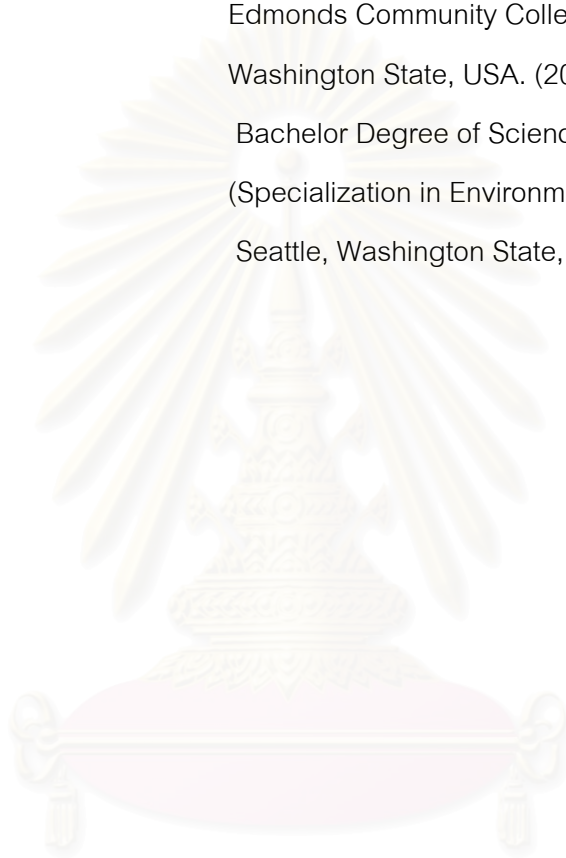 Edmonds Community Colle
Washington State, USA. (20
Bachelor Degree of Scienc
(Specialization in Environm
Seattle, Washington State,